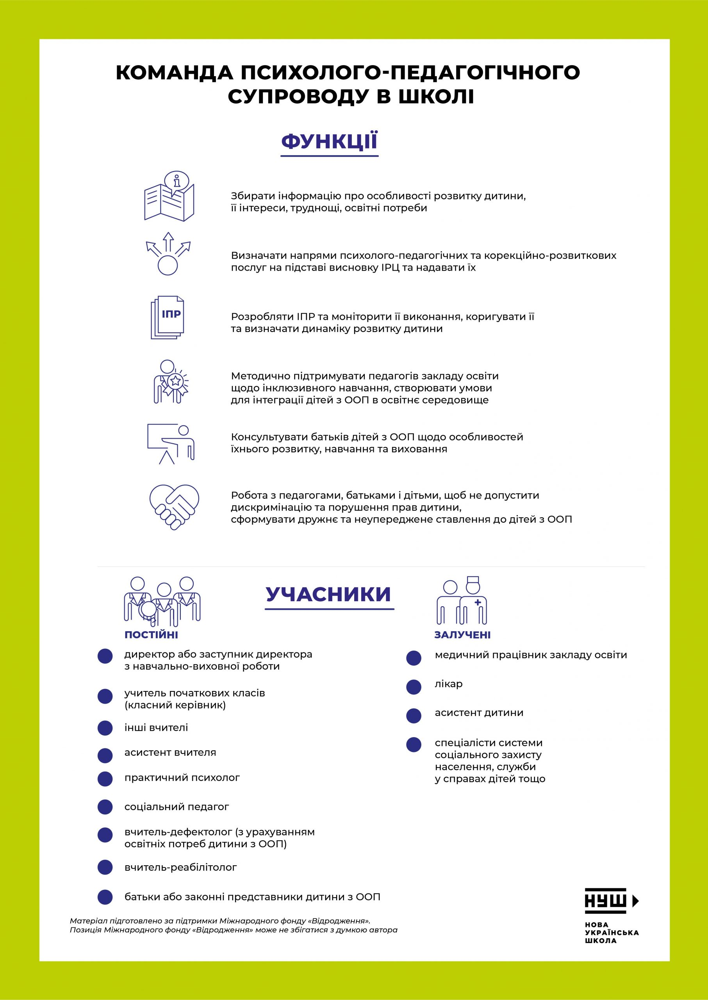 КОМАНДА ПСИХОЛОГО-ПЕДАГОГІЧНОГО
СУПРОВОДУ В ШКОЛІ
ФУНКЦІЇ
Збирати інформацію про особливості розвитку дитини,
її інтереси, труднощі, освітні потреби
Визначати напрями психолого-педагогічних та корекційно-розвиткових
послуг на підставі висновку ІРЦ та надавати їх
ІПР
Розробляти ІПР та моніторити її виконання, коригувати її
та визначати динаміку розвитку дитини
Методично підтримувати педагогів закладу освіти
щодо інклюзивного навчання, створювати умови
для інтеграції дітей з ООП в освітнє середовище
Консультувати батьків дітей з ООП щодо особливостей
їхнього розвитку, навчання та виховання
Робота з педагогами, батьками і дітьми, щоб не допустити
дискримінацію та порушення прав дитини,
сформувати дружнє та неупереджене ставлення до дітей з ООП
УЧАСНИКИ
ПОСТІЙНІ
директор або заступник директора
з навчально-виховної роботи
учитель початкових класів
(класний керівник)
інші вчителі
асистент вчителя
практичний психолог
соціальний педагог
вчитель-дефектолог (з урахуванням
освітніх потреб дитини з ООП)
вчитель-реабілітолог
батьки або законні представники дитини з ООП
ЗАЛУЧЕНІ
медичний працівник закладу освіти
лікар
асистент дитини
спеціалісти системи
соціального захисту
населення, служби
у справах дітей тощо
Матеріал підготовлено за підтримки Міжнародного фонду «Відродження».
Позиція Міжнародного фонду «Відродження» може не збігатися з думкою автора
НУШ
НОВА
УКРАЇНСЬКА
ШКОЛА